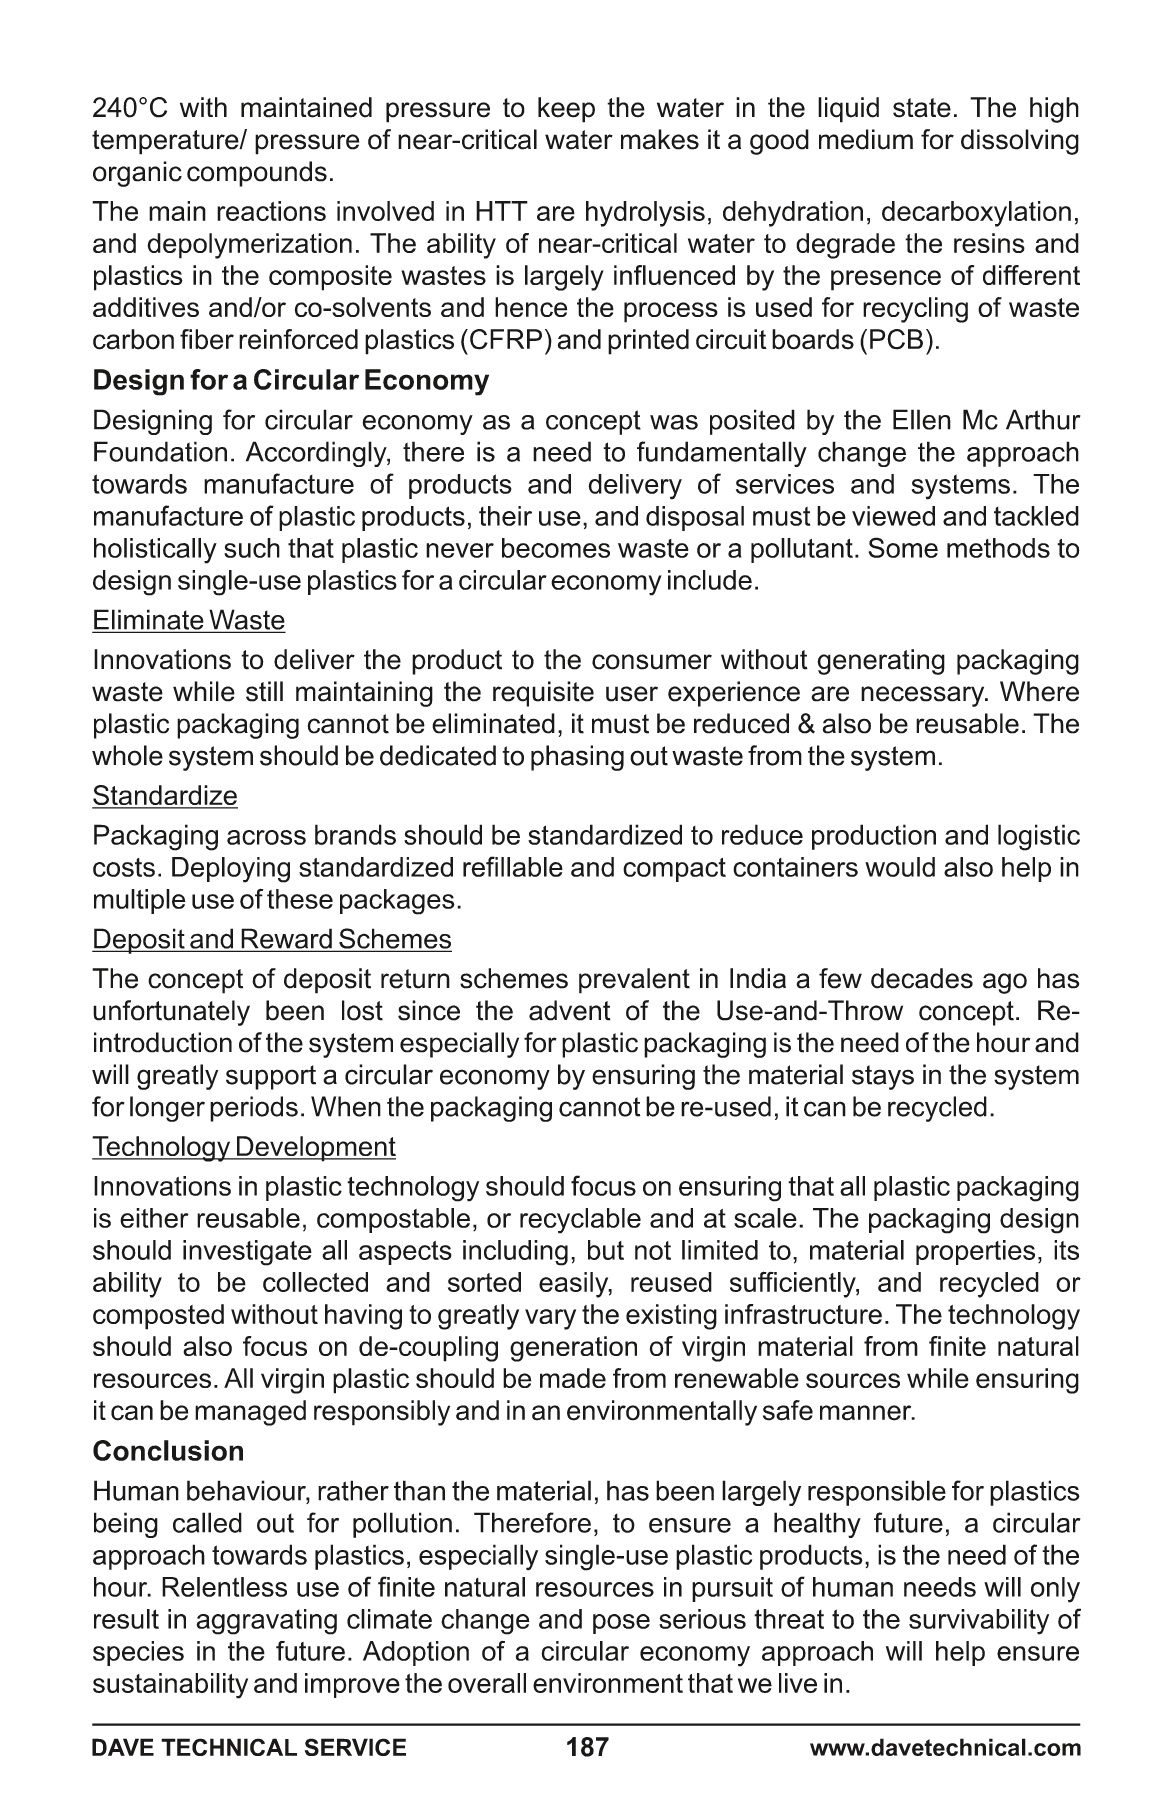 240°C with maintained pressure to keep the water in the liquid state. The high
temperature/ pressure of near-critical water makes it a good medium for dissolving
organic compounds.
The main reactions involved in HTT are hydrolysis, dehydration, decarboxylation,
and depolymerization. The ability of near-critical water to degrade the resins and
plastics in the composite wastes is largely influenced by the presence of different
additives and/or co-solvents and hence the process is used for recycling of waste
carbon fiber reinforced plastics (CFRP) and printed circuit boards (PCB).
Design for a Circular Economy
Designing for circular economy as a concept was posited by the Ellen Mc Arthur
Foundation. Accordingly, there is a need to fundamentally change the approach
towards manufacture of products and delivery of services and systems. The
manufacture of plastic products, their use, and disposal must be viewed and tackled
holistically such that plastic never becomes waste or a pollutant. Some methods to
design single-use plastics for a circular economy include.
Eliminate Waste
Innovations to deliver the product to the consumer without generating packaging
waste while still maintaining the requisite user experience are necessary. Where
plastic packaging cannot be eliminated, it must be reduced & also be reusable. The
whole system should be dedicated to phasing out waste from the system.
Standardize
Packaging across brands should be standardized to reduce production and logistic
costs. Deploying standardized refillable and compact containers would also help in
multiple use of these packages.
Deposit and Reward Schemes
The concept of deposit return schemes prevalent in India a few decades ago has
unfortunately been lost since the advent of the Use-and-Throw concept. Re-
introduction of the system especially for plastic packaging is the need of the hour and
will greatly support a circular economy by ensuring the material stays in the system
for longer periods. When the packaging cannot be re-used, it can be recycled.
Technology Development
Innovations in plastic technology should focus on ensuring that all plastic packaging
is either reusable, compostable, or recyclable and at scale. The packaging design
should investigate all aspects including, but not limited to, material properties, its
ability to be collected and sorted easily, reused sufficiently, and recycled or
composted without having to greatly vary the existing infrastructure. The technology
should also focus on de-coupling generation of virgin material from finite natural
resources. All virgin plastic should be made from renewable sources while ensuring
it can be managed responsibly and in an environmentally safe manner.
Conclusion
Human behaviour, rather than the material, has been largely responsible for plastics
being called out for pollution. Therefore, to ensure a healthy future, a circular
approach towards plastics, especially single-use plastic products, is the need of the
hour. Relentless use of finite natural resources in pursuit of human needs will only
result in aggravating climate change and pose serious threat to the survivability of
species in the future. Adoption of a circular economy approach will help ensure
sustainability and improve the overall environment that we live in.
DAVE TECHNICAL SERVICE 187 www.davetechnical.com